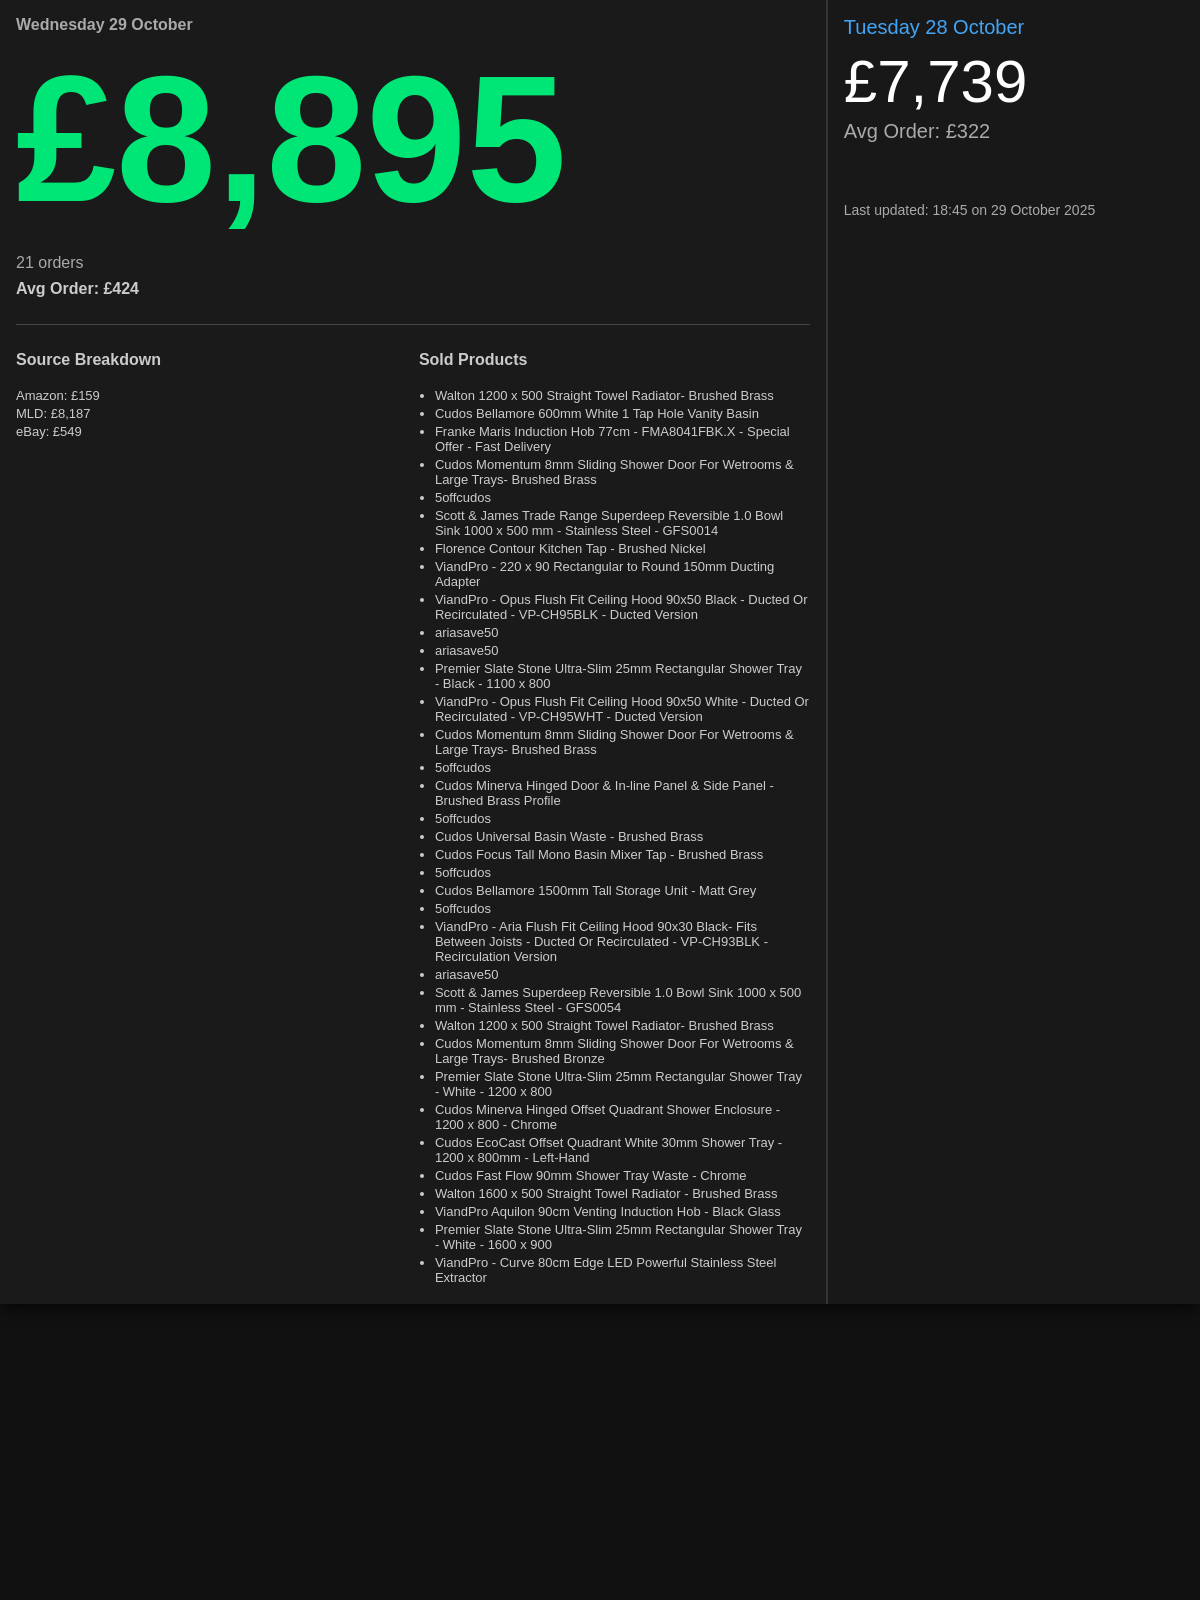 Wednesday 29 October
£8,895
21 orders
Avg Order: £424
Source Breakdown
Amazon: £159
MLD: £8,187
eBay: £549
Sold Products
• Walton 1200 x 500 Straight Towel Radiator- Brushed Brass
• Cudos Bellamore 600mm White 1 Tap Hole Vanity Basin
• Franke Maris Induction Hob 77cm - FMA8041FBK.X - Special
Offer - Fast Delivery
• Cudos Momentum 8mm Sliding Shower Door For Wetrooms &
Large Trays- Brushed Brass
• 5offcudos
• Scott & James Trade Range Superdeep Reversible 1.0 Bowl
Sink 1000 x 500 mm - Stainless Steel - GFS0014
• Florence Contour Kitchen Tap - Brushed Nickel
• ViandPro - 220 x 90 Rectangular to Round 150mm Ducting
Adapter
• ViandPro - Opus Flush Fit Ceiling Hood 90x50 Black - Ducted Or
Recirculated - VP-CH95BLK - Ducted Version
• ariasave50
• ariasave50
• Premier Slate Stone Ultra-Slim 25mm Rectangular Shower Tray
- Black - 1100 x 800
• ViandPro - Opus Flush Fit Ceiling Hood 90x50 White - Ducted Or
Recirculated - VP-CH95WHT - Ducted Version
• Cudos Momentum 8mm Sliding Shower Door For Wetrooms &
Large Trays- Brushed Brass
• 5offcudos
• Cudos Minerva Hinged Door & In-line Panel & Side Panel -
Brushed Brass Profile
• 5offcudos
• Cudos Universal Basin Waste - Brushed Brass
• Cudos Focus Tall Mono Basin Mixer Tap - Brushed Brass
• 5offcudos
• Cudos Bellamore 1500mm Tall Storage Unit - Matt Grey
• 5offcudos
• ViandPro - Aria Flush Fit Ceiling Hood 90x30 Black- Fits
Between Joists - Ducted Or Recirculated - VP-CH93BLK -
Recirculation Version
• ariasave50
• Scott & James Superdeep Reversible 1.0 Bowl Sink 1000 x 500
mm - Stainless Steel - GFS0054
• Walton 1200 x 500 Straight Towel Radiator- Brushed Brass
• Cudos Momentum 8mm Sliding Shower Door For Wetrooms &
Large Trays- Brushed Bronze
• Premier Slate Stone Ultra-Slim 25mm Rectangular Shower Tray
- White - 1200 x 800
• Cudos Minerva Hinged Offset Quadrant Shower Enclosure -
1200 x 800 - Chrome
• Cudos EcoCast Offset Quadrant White 30mm Shower Tray -
1200 x 800mm - Left-Hand
• Cudos Fast Flow 90mm Shower Tray Waste - Chrome
• Walton 1600 x 500 Straight Towel Radiator - Brushed Brass
• ViandPro Aquilon 90cm Venting Induction Hob - Black Glass
• Premier Slate Stone Ultra-Slim 25mm Rectangular Shower Tray
- White - 1600 x 900
• ViandPro - Curve 80cm Edge LED Powerful Stainless Steel
Extractor
Tuesday 28 October
£7,739
Avg Order: £322
Last updated: 18:45 on 29 October 2025